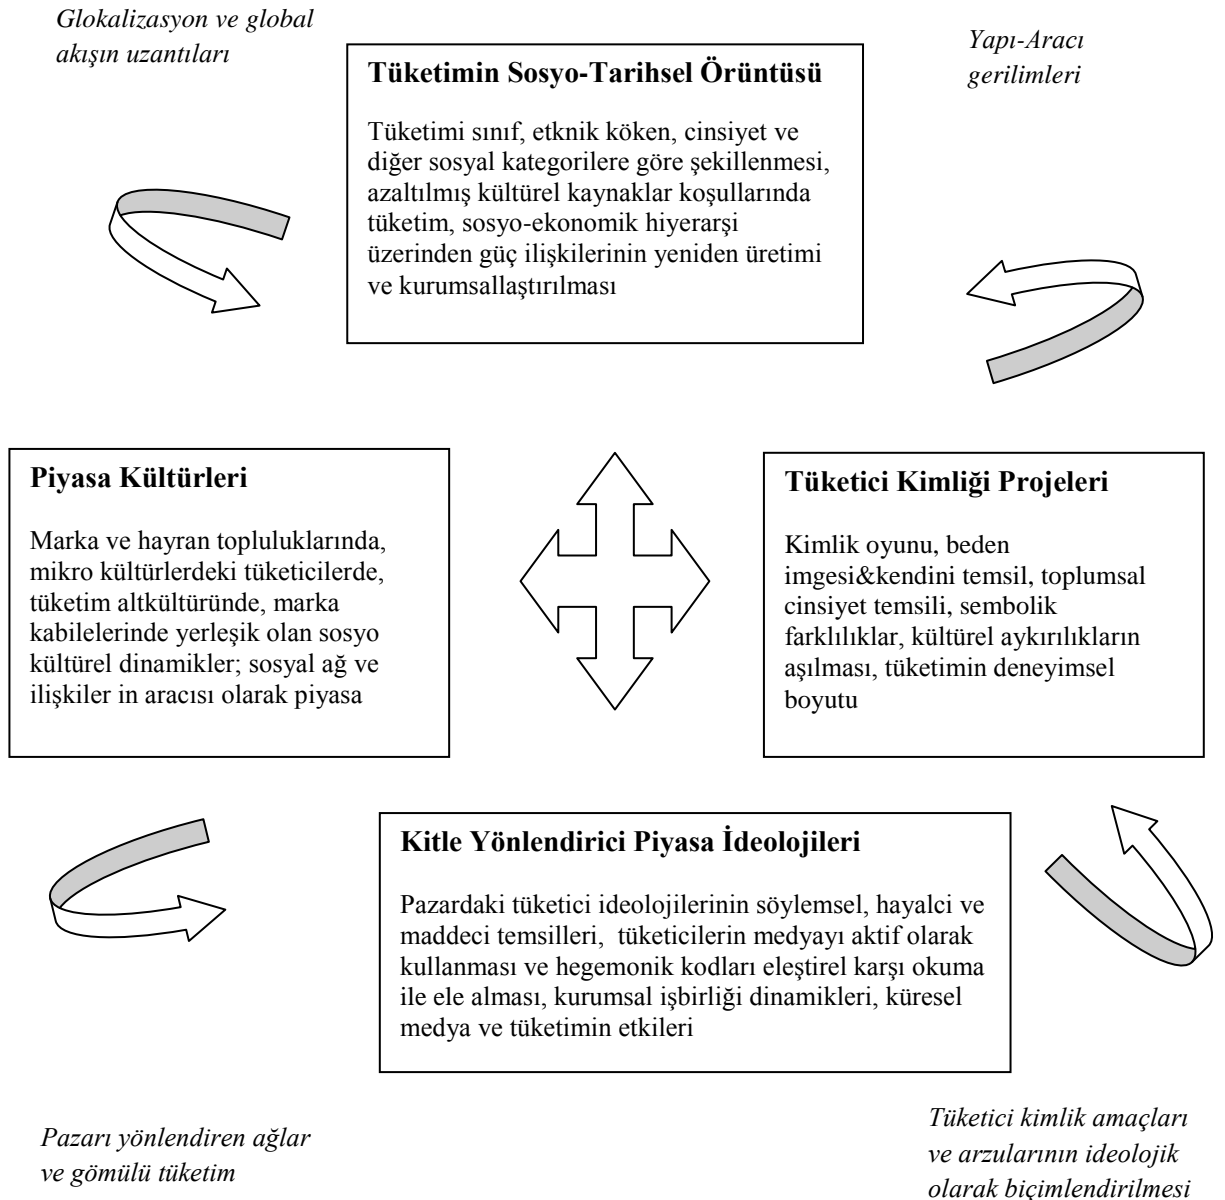 Glokalizasyon ve global
akışın uzantıları
Yapı-Aracı
gerilimleri
Tüketimin Sosyo-Tarihsel Örüntüsü
Tüketimi sınıf, etknik köken, cinsiyet ve
diğer sosyal kategorilere göre şekillenmesi,
azaltılmış kültürel kaynaklar koşullarında
tüketim, sosyo-ekonomik hiyerarşi
üzerinden güç ilişkilerinin yeniden üretimi
ve kurumsallaştırılması
Piyasa Kültürleri
Marka ve hayran topluluklarında,
mikro kültürlerdeki tüketicilerde,
tüketim altkültüründe, marka
kabilelerinde yerleşik olan sosyo
kültürel dinamikler; sosyal ağ ve
ilişkiler in aracısı olarak piyasa
Tüketici Kimliği Projeleri
Kimlik oyunu, beden
imgesi&kendini temsil, toplumsal
cinsiyet temsili, sembolik
farklılıklar, kültürel aykırılıkların
aşılması, tüketimin deneyimsel
boyutu
Kitle Yönlendirici Piyasa İdeolojileri
Pazardaki tüketici ideolojilerinin söylemsel, hayalci ve
maddeci temsilleri,  tüketicilerin medyayı aktif olarak
kullanması ve hegemonik kodları eleştirel karşı okuma
ile ele alması, kurumsal işbirliği dinamikleri, küresel
medya ve tüketimin etkileri
Pazarı yönlendiren ağlar
ve gömülü tüketim
Tüketici kimlik amaçları
ve arzularının ideolojik
olarak biçimlendirilmesi